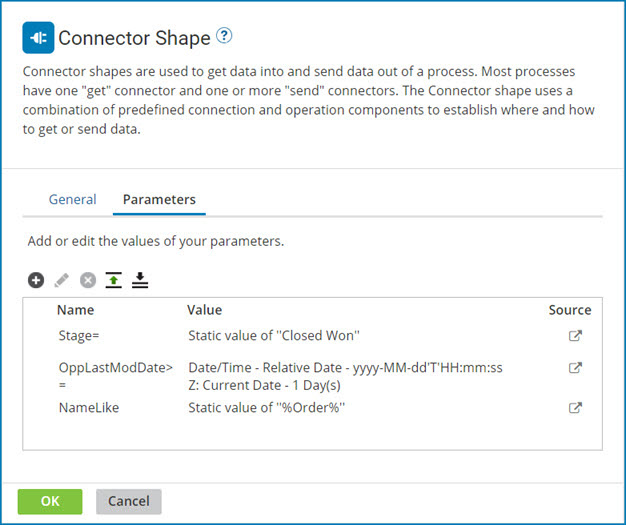 Connector Shape ?
Connector shapes are used to get data into and send data out of a process. Most processes
have one "get" connector and one or more "send" connectors. The Connector shape uses a
combination of predefined connection and operation components to establish where and how
to get or send data.
General Parameters
Add or edit the values of your parameters.
Name Value Source
Stage= Static value of "Closed Won"
OppLastModDate> Date/Time - Relative Date - yyyy-MM-dd'T'HH:mm:ss
= Z: Current Date - 1 Day(s)
NameLike Static value of "%Order%"
OK Cancel